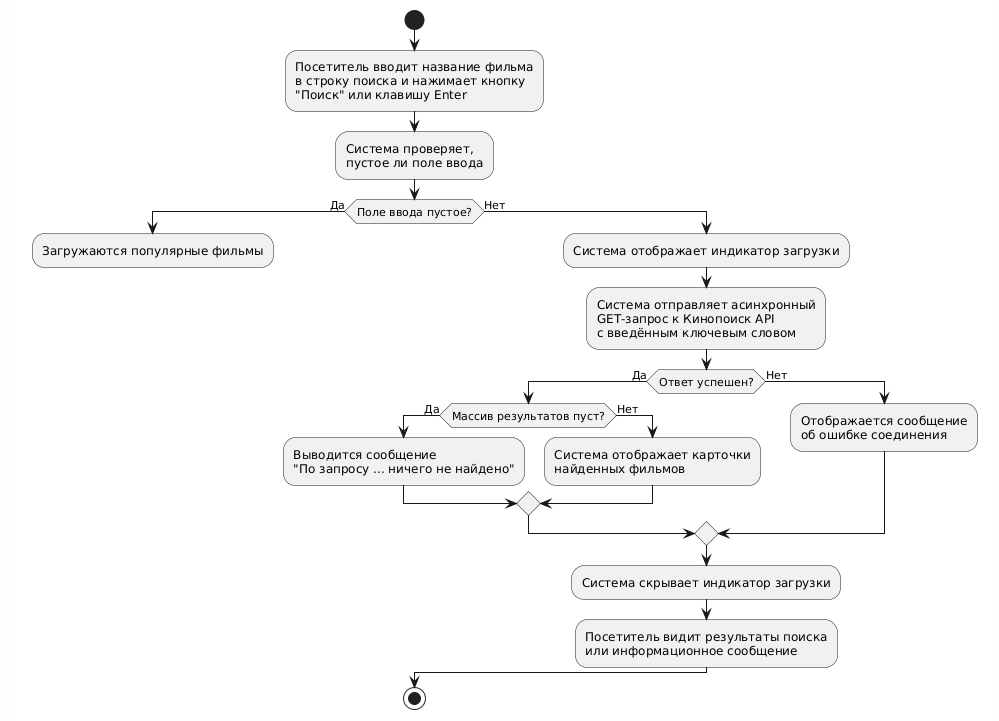 Посетитель вводит название фильма
в строку поиска и нажимает кнопку
"Поиск" или клавишу Enter
Система проверяет,
пустое ли поле ввода
Да
Поле ввода пустое?
Нет
Загружаются популярные фильмы
Система отображает индикатор загрузки
Система отправляет асинхронный
GET-запрос к Кинопоиск API
с введённым ключевым словом
Да
Ответ успешен?
Нет
Да
Массив результатов пуст?
Нет
Отображается сообщение
об ошибке соединения
Выводится сообщение
"По запросу ... ничего не найдено"
Система отображает карточки
найденных фильмов
Система скрывает индикатор загрузки
Посетитель видит результаты поиска
или информационное сообщение